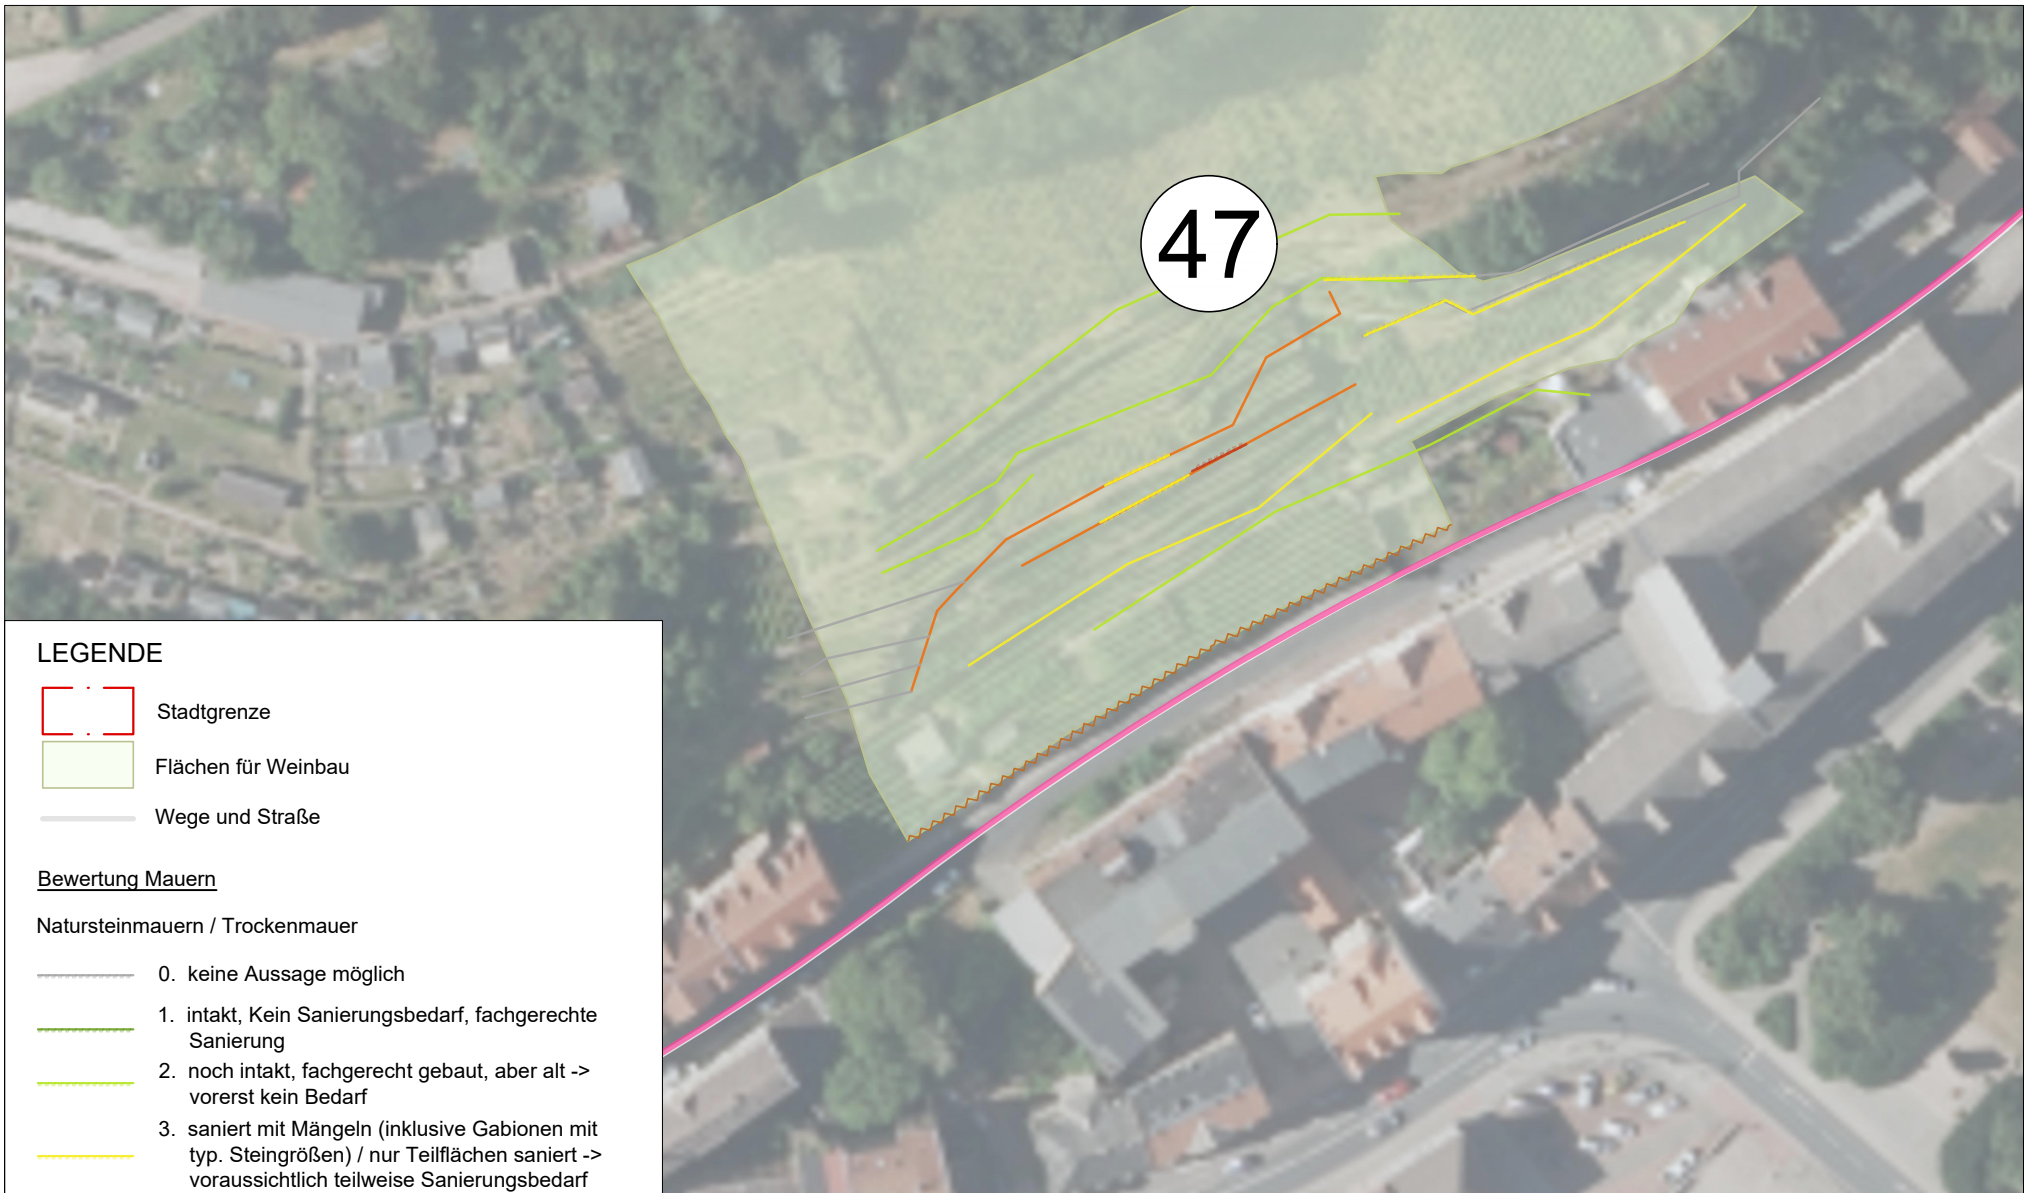 47
LEGENDE
Stadtgrenze
Flächen für Weinbau
Wege und Straße
Bewertung Mauern
Natursteinmauern / Trockenmauer
0. keine Aussage möglich
1. intakt, Kein Sanierungsbedarf, fachgerechte
Sanierung
2. noch intakt, fachgerecht gebaut, aber alt ->
vorerst kein Bedarf
3. saniert mit Mängeln (inklusive Gabionen mit
typ. Steingrößen) / nur Teilflächen saniert ->
voraussichtlich teilweise Sanierungsbedarf